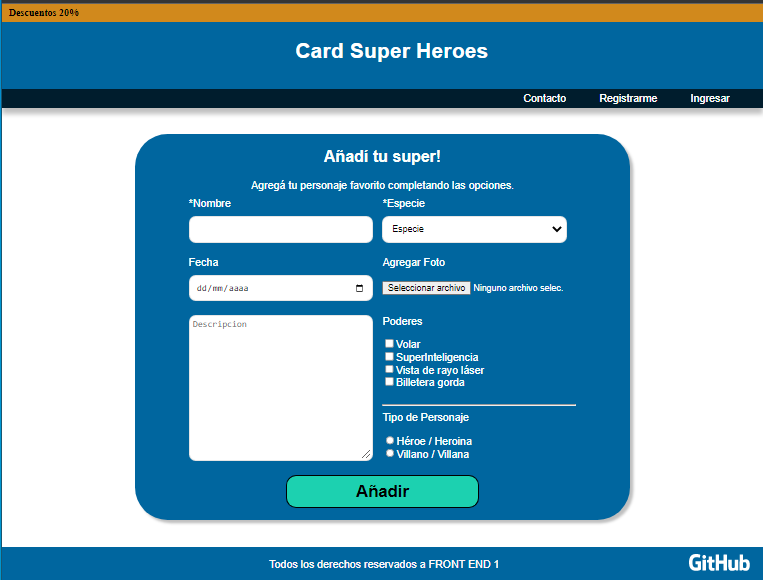 Descuentos 20%
Card Super Heroes
Contacto Registrarme Ingresar
Añadí tu super!
Agregá tu personaje favorito completando las opciones.
*Nombre *Especie
Especie
Fecha Agregar Foto
dd/mm/aaaa Seleccionar archivo Ninguno archivo selec.
Descripcion
Poderes
Volar
SuperInteligencia
Vista de rayo láser
Billetera gorda
Tipo de Personaje
Héroe / Heroina
Villano / Villana
Añadir
Todos los derechos reservados a FRONT END 1 GitHub